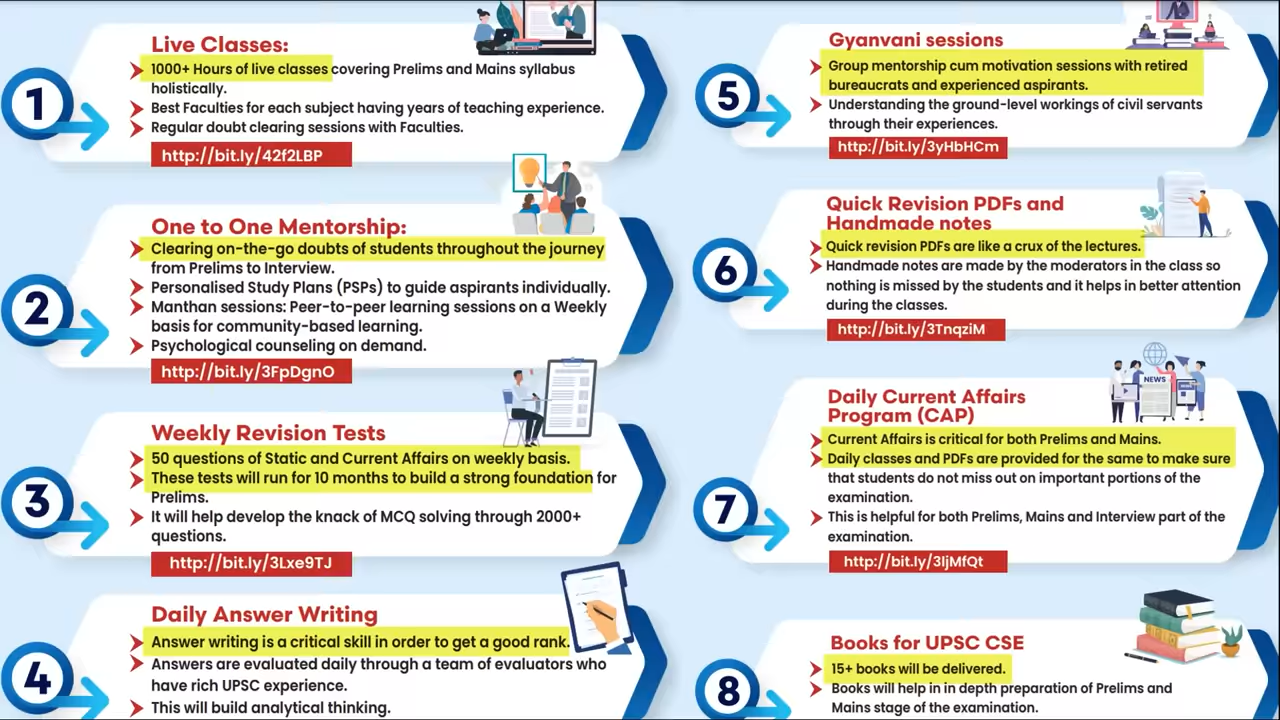 1
Live Classes:
1000+ Hours of live classes covering Prelims and Mains syllabus
holistically.
Best Faculties for each subject having years of teaching experience.
Regular doubt clearing sessions with Faculties.
http://bit.ly/42f2LBP
2
One to One Mentorship:
Clearing on-the-go doubts of students throughout the journey
from Prelims to Interview.
Personalised Study Plans (PSPs) to guide aspirants individually.
Manthan sessions: Peer-to-peer learning sessions on a Weekly
basis for community-based learning.
Psychological counseling on demand.
http://bit.ly/3FpDgnO
3
Weekly Revision Tests
50 questions of Static and Current Affairs on weekly basis.
These tests will run for 10 months to build a strong foundation for
Prelims.
It will help develop the knack of MCQ solving through 2000+
questions.
http://bit.ly/3Lxe9TJ
4
Daily Answer Writing
Answer writing is a critical skill in order to get a good rank.
Answers are evaluated daily through a team of evaluators who
have rich UPSC experience.
This will build analytical thinking.
5
Gyanvani sessions
Group mentorship cum motivation sessions with retired
bureaucrats and experienced aspirants.
Understanding the ground-level workings of civil servants
through their experiences.
http://bit.ly/3yHbHCm
6
Quick Revision PDFs and
Handmade notes
Quick revision PDFs are like a crux of the lectures.
Handmade notes are made by the moderators in the class so
nothing is missed by the students and it helps in better attention
during the classes.
http://bit.ly/3TnqziM
7
NEWS
Daily Current Affairs
Program (CAP)
Current Affairs is critical for both Prelims and Mains.
Daily classes and PDFs are provided for the same to make sure
that students do not miss out on important portions of the
examination.
This is helpful for both Prelims, Mains and Interview part of the
examination.
http://bit.ly/3IjMfQt
8
Books for UPSC CSE
15+ books will be delivered.
Books will help in in depth preparation of Prelims and
Mains stage of the examination.